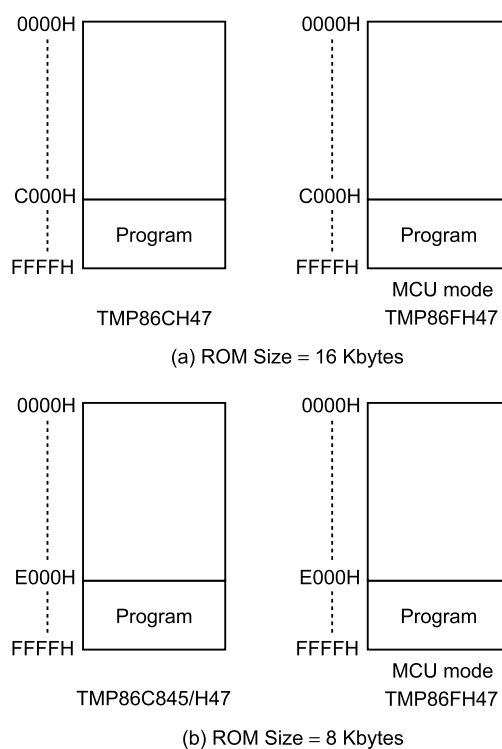 0000H
0000H
C000H
C000H
Program
Program
FFFFH
FFFFH
MCU mode
TMP86CH47
TMP86FH47
(a) ROM Size = 16 Kbytes
0000H
0000H
E000H
E000H
Program
Program
FFFFH
FFFFH
MCU mode
TMP86C845/H47
TMP86FH47
(b) ROM Size = 8 Kbytes